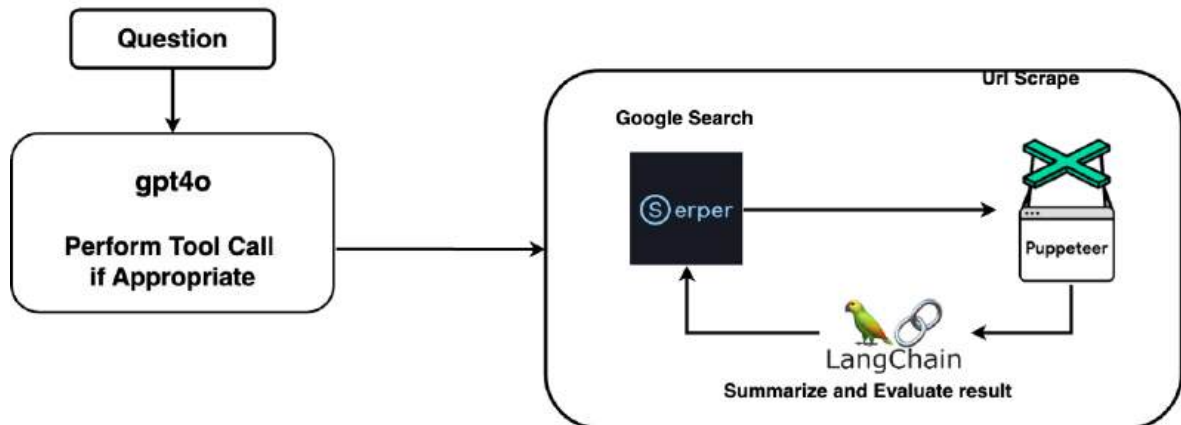 Question
gpt4o
Perform Tool Call
if Appropriate
Url Scrape
Google Search
Serper
Puppeteer
LangChain
Summarize and Evaluate result